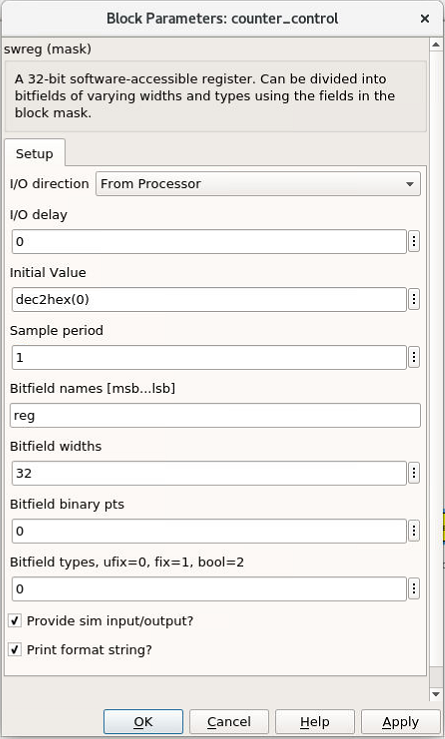 Block Parameters: counter_control
swreg (mask)
A 32-bit software-accessible register. Can be divided into
bitfields of varying widths and types using the fields in the
block mask.
Setup
I/O direction From Processor
I/O delay
0
Initial Value
dec2hex(0)
Sample period
1
Bitfield names [msb...lsb]
reg
Bitfield widths
32
Bitfield binary pts
0
Bitfield types, ufix=0, fix=1, bool=2
0
Provide sim input/output?
Print format string?
OK Cancel Help Apply